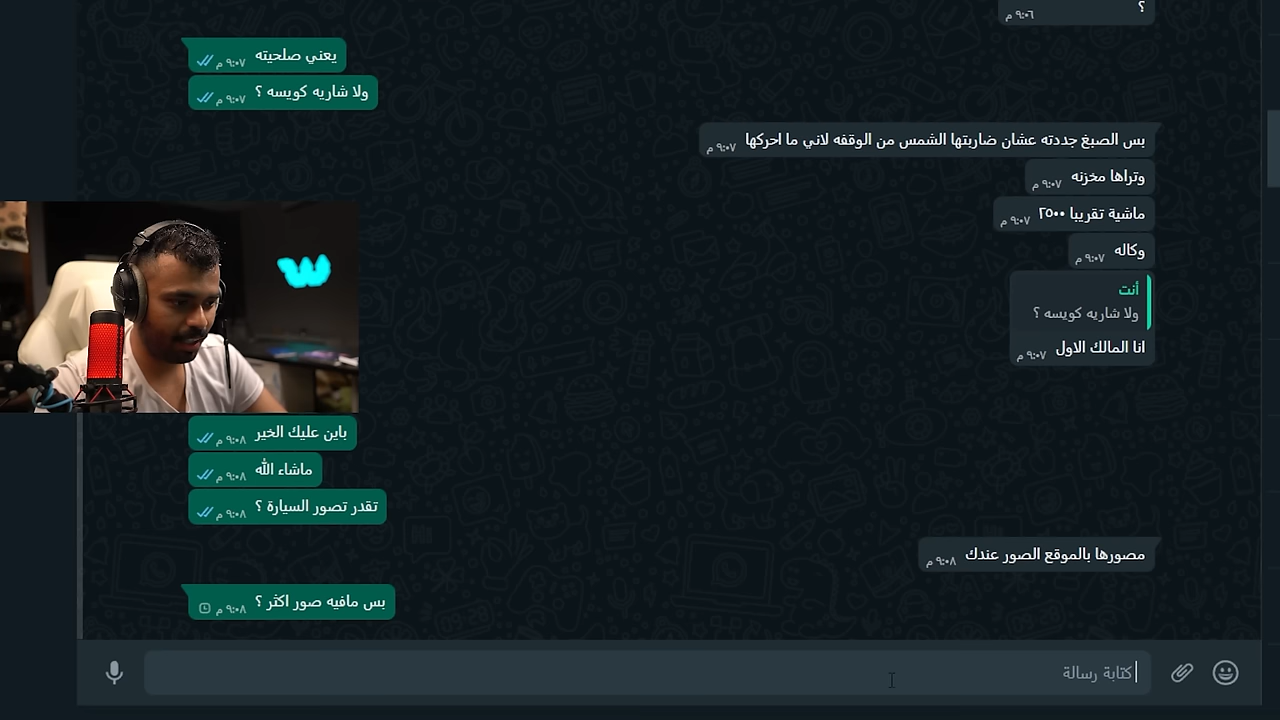 ؟
٩:٠٦ م
يعني صلحيته
٩:٠٧ م
ولا شاريه كويسه ؟
٩:٠٧ م
بس الصبغ جددته عشان ضاربتها الشمس من الوقفه لاني ما احركها
٩:٠٧ م
وتراها مخزنه
٩:٠٧ م
ماشية تقريبا ٢٥٠٠
٩:٠٧ م
وكاله
٩:٠٧ م
أنت
ولا شاريه كويسه ؟
انا المالك الاول
٩:٠٧ م
باين عليك الخير
٩:٠٨ م
ماشاء الله
٩:٠٨ م
تقدر تصور السيارة ؟
٩:٠٨ م
مصورها بالموقع الصور عندك
٩:٠٨ م
بس مافيه صور اكثر ؟
٩:٠٨ م
كتابة رسالة